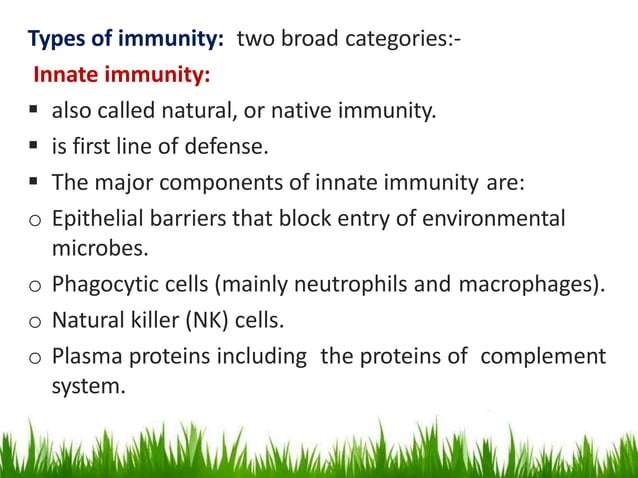 Types of immunity: two broad categories:-
Innate immunity:
▪ also called natural, or native immunity.
▪ is first line of defense.
▪ The major components of innate immunity are:
o Epithelial barriers that block entry of environmental
microbes.
o Phagocytic cells (mainly neutrophils and macrophages).
o Natural killer (NK) cells.
o Plasma proteins including the proteins of complement
system.